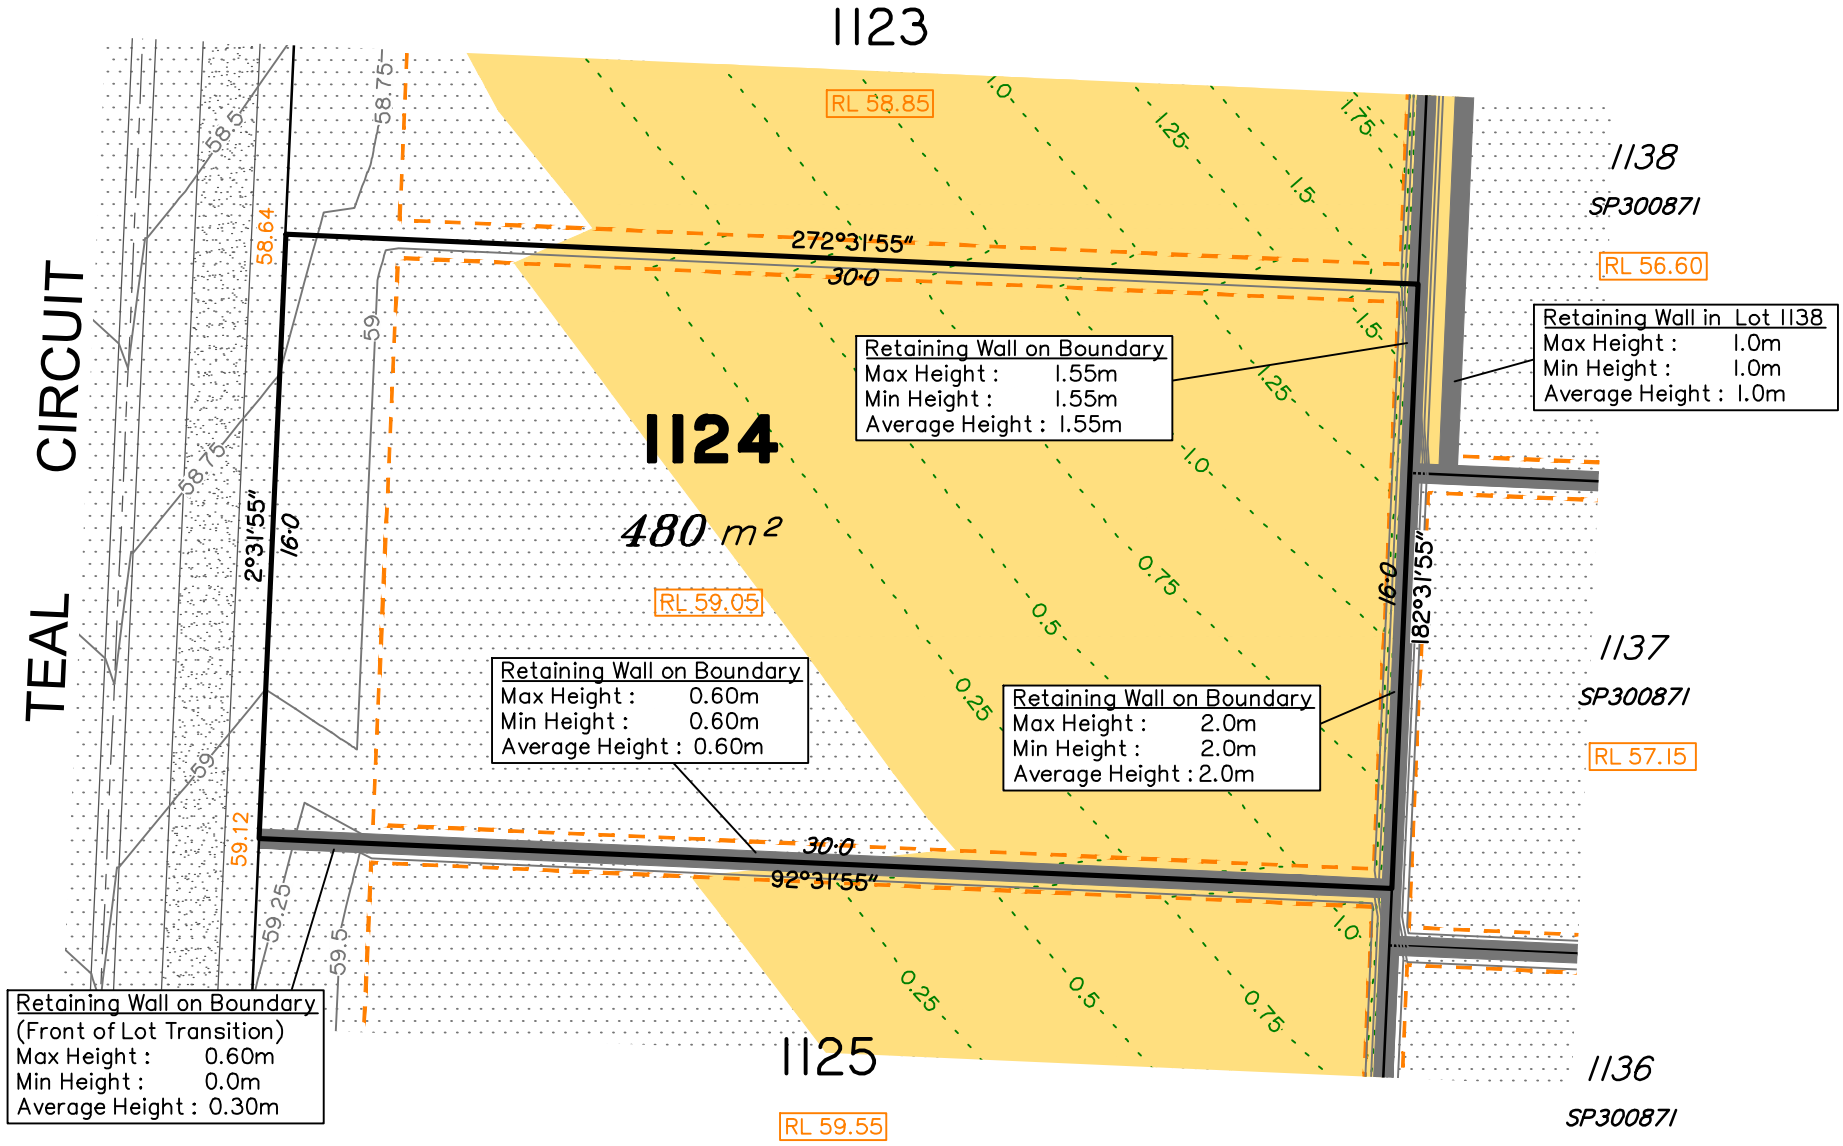 1123
RL 58.85
58.5
58.75
1.0
1.25
1.5
1.75
1138
SP300871
RL 56.60
58.64
272°31'55"
30·0
59
1.5
Retaining Wall on Boundary
Max Height : 1.55m
Min Height : 1.55m
Average Height : 1.55m
Retaining Wall in Lot 1138
Max Height : 1.0m
Min Height : 1.0m
Average Height : 1.0m
TEAL CIRCUIT
1.25
1124
480 m²
RL 59.05
58.75
2°31'55"
16·0
1.0
0.75
0.5
0.25
16·0
182°31'55"
1137
SP300871
RL 57.15
Retaining Wall on Boundary
Max Height : 0.60m
Min Height : 0.60m
Average Height : 0.60m
Retaining Wall on Boundary
Max Height : 2.0m
Min Height : 2.0m
Average Height : 2.0m
59
59.12
30·0
92°31'55"
59.25
59.5
1.0
0.25
0.5
0.75
Retaining Wall on Boundary
(Front of Lot Transition)
Max Height : 0.60m
Min Height : 0.0m
Average Height : 0.30m
1125
RL 59.55
1136
SP300871